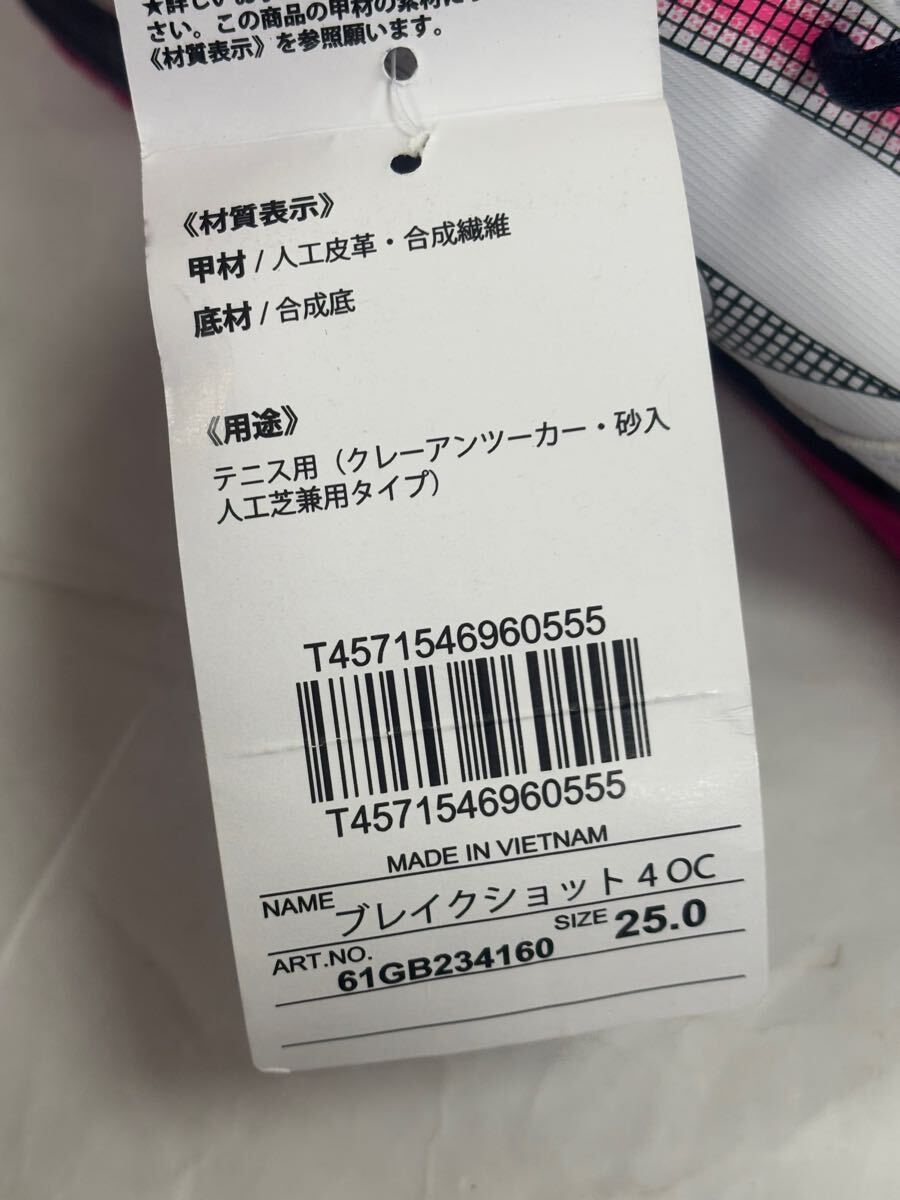 さい。この商品の甲材の素材に
《材質表示》を参照願います。
《材質表示》
甲材 / 人工皮革・合成繊維
底材 / 合成底
《用途》
テニス用（クレーアンツーカー・砂入
人工芝兼用タイプ）
T4571546960555
T4571546960555
MADE IN VIETNAM
NAME ブレイクショット 4 OC
ART.NO. 61GB234160 SIZE 25.0